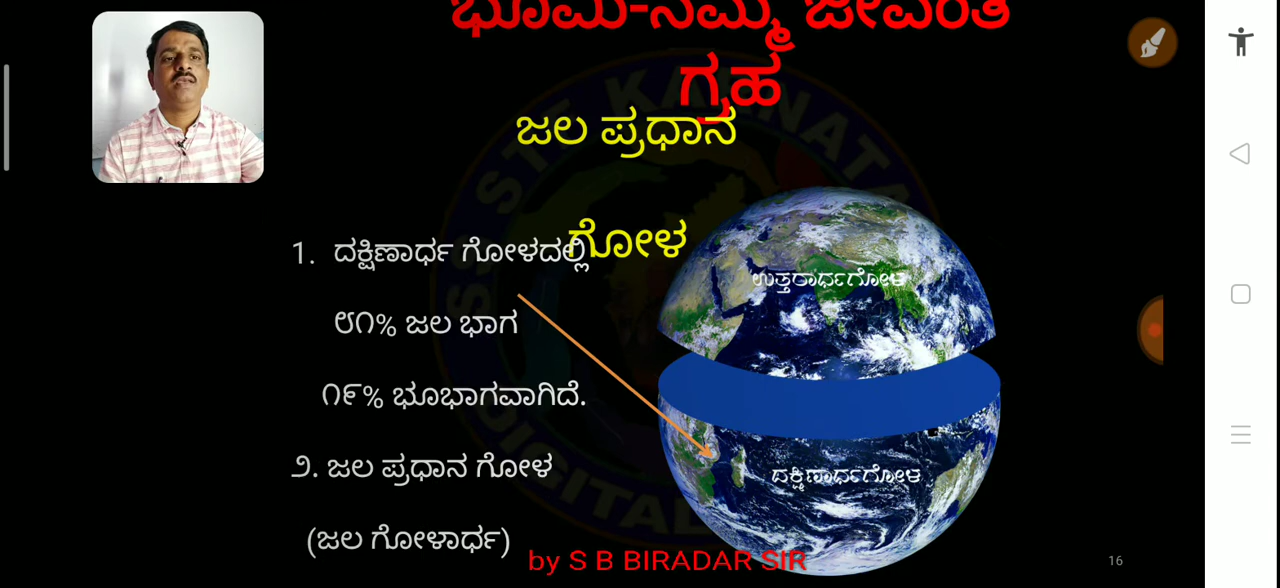 ಭೂಮಿ-ನಮ್ಮ ಜೀವಂತ
ಗ್ರಹ
ಜಲ ಪ್ರಧಾನ
ಗೋಳ
1. ದಕ್ಷಿಣಾರ್ಧ ಗೋಳದಲ್ಲಿ
೮೧% ಜಲ ಭಾಗ
೧೯% ಭೂಭಾಗವಾಗಿದೆ.
೨. ಜಲ ಪ್ರಧಾನ ಗೋಳ
(ಜಲ ಗೋಳಾರ್ಧ)
ಉತ್ತರಾರ್ಧಗೋಳ
ದಕ್ಷಿಣಾರ್ಧಗೋಳ
by S B BIRADAR SIR
16